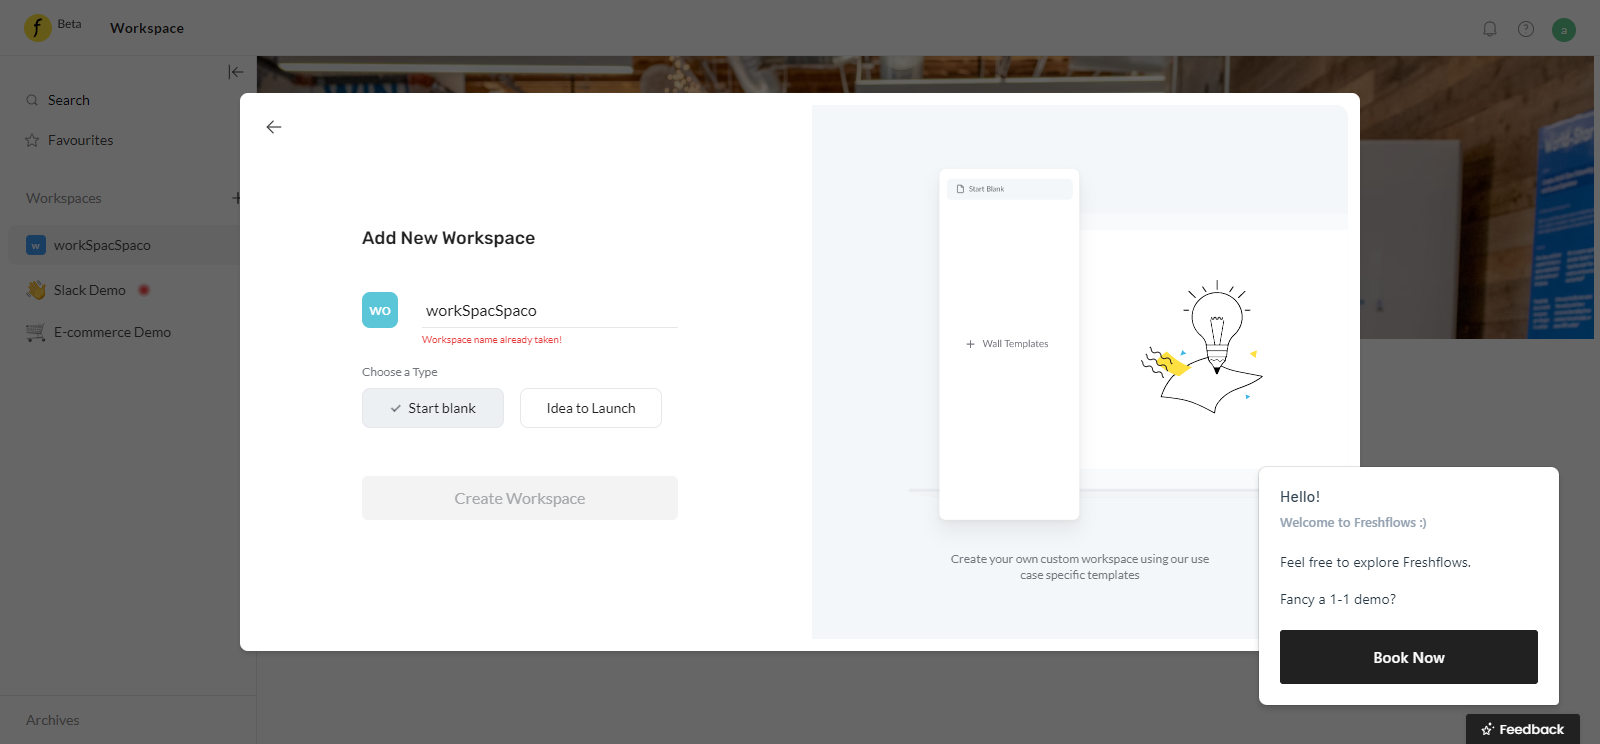 f Beta Workspace
a
Search
Favourites
Workspaces
w workSpacSpaco
Slack Demo
E-commerce Demo
Archives
Add New Workspace
WO workSpacSpaco
Workspace name already taken!
Choose a Type
Start blank Idea to Launch
Create Workspace
Start Blank
Wall Templates
Create your own custom workspace using our use
case specific templates
Hello!
Welcome to Freshflows :)
Feel free to explore Freshflows.
Fancy a 1-1 demo?
Book Now
Feedback